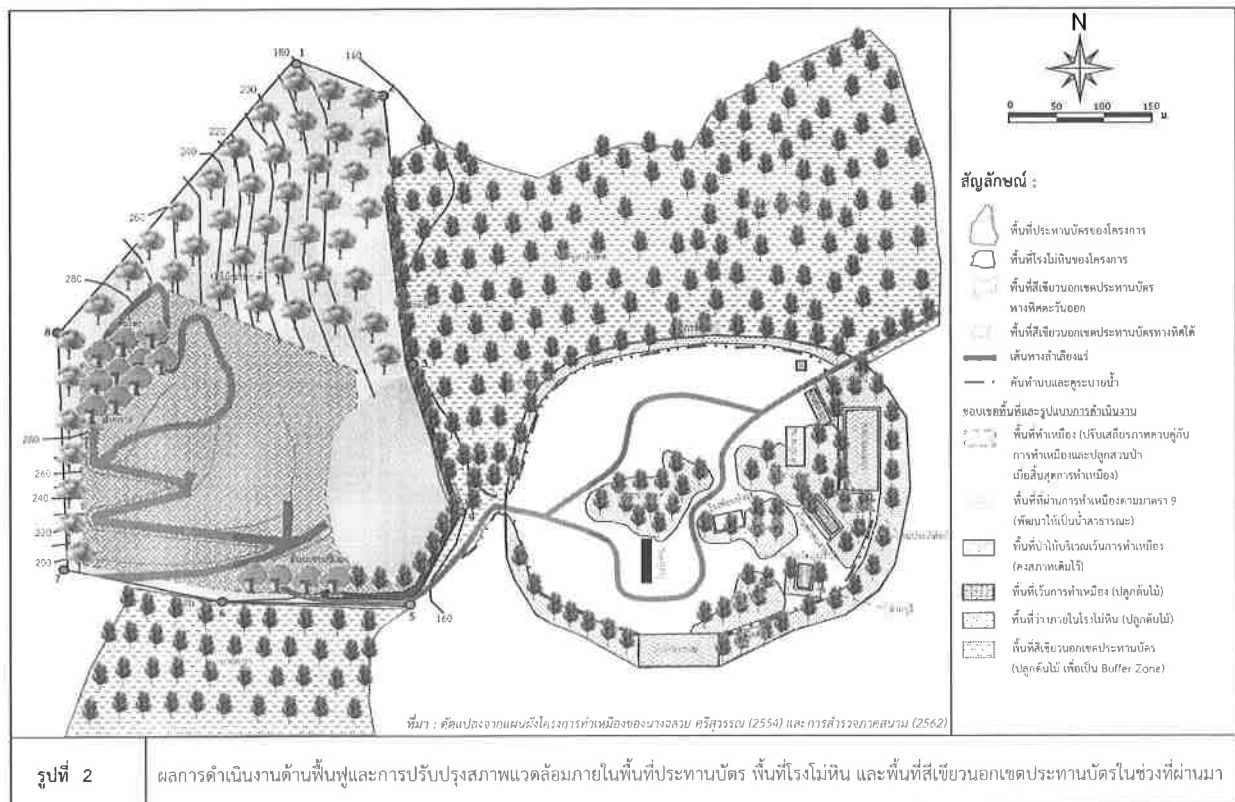 180 1
160
200
220
240
260
280
8
3
280
260
240
220
200
7
5
160
N
0 50 100 150
ม.
สัญลักษณ์ :
พื้นที่ประทานบัตรของโครงการ
พื้นที่โรงโม่หินของโครงการ
พื้นที่สีเขียวนอกเขตประทานบัตร
ทางทิศตะวันออก
พื้นที่สีเขียวนอกเขตประทานบัตรทางทิศใต้
เส้นทางลำเลียงแร่
คันทำนบและคูระบายน้ำ
ขอบเขตพื้นที่และรูปแบบการดำเนินงาน
พื้นที่ทำเหมือง (ปรับเสถียรภาพควบคู่กับ
การทำเหมืองและปลูกสวนป่า
เมื่อสิ้นสุดการทำเหมือง)
พื้นที่ที่ผ่านการทำเหมืองตามมาตรา 9
(พัฒนาให้เป็นน้ำสาธารณะ)
พื้นที่ป่าไม้บริเวณเว้นการทำเหมือง
(คงสภาพเดิมไว้)
พื้นที่เว้นการทำเหมือง (ปลูกต้นไม้)
พื้นที่ว่างภายในโรงโม่หิน (ปลูกต้นไม้)
พื้นที่สีเขียวนอกเขตประทานบัตร
(ปลูกต้นไม้ เพื่อเป็น Buffer Zone)
ที่มา : ดัดแปลงจากแผนผังโครงการทำเหมืองของนางฉลวย ศรีสุวรรณ (2554) และการสำรวจภาคสนาม (2562)
รูปที่ 2
ผลการดำเนินงานด้านฟื้นฟูและการปรับปรุงสภาพแวดล้อมภายในพื้นที่ประทานบัตร พื้นที่โรงโม่หิน และพื้นที่สีเขียวนอกเขตประทานบัตรในช่วงที่ผ่านมา